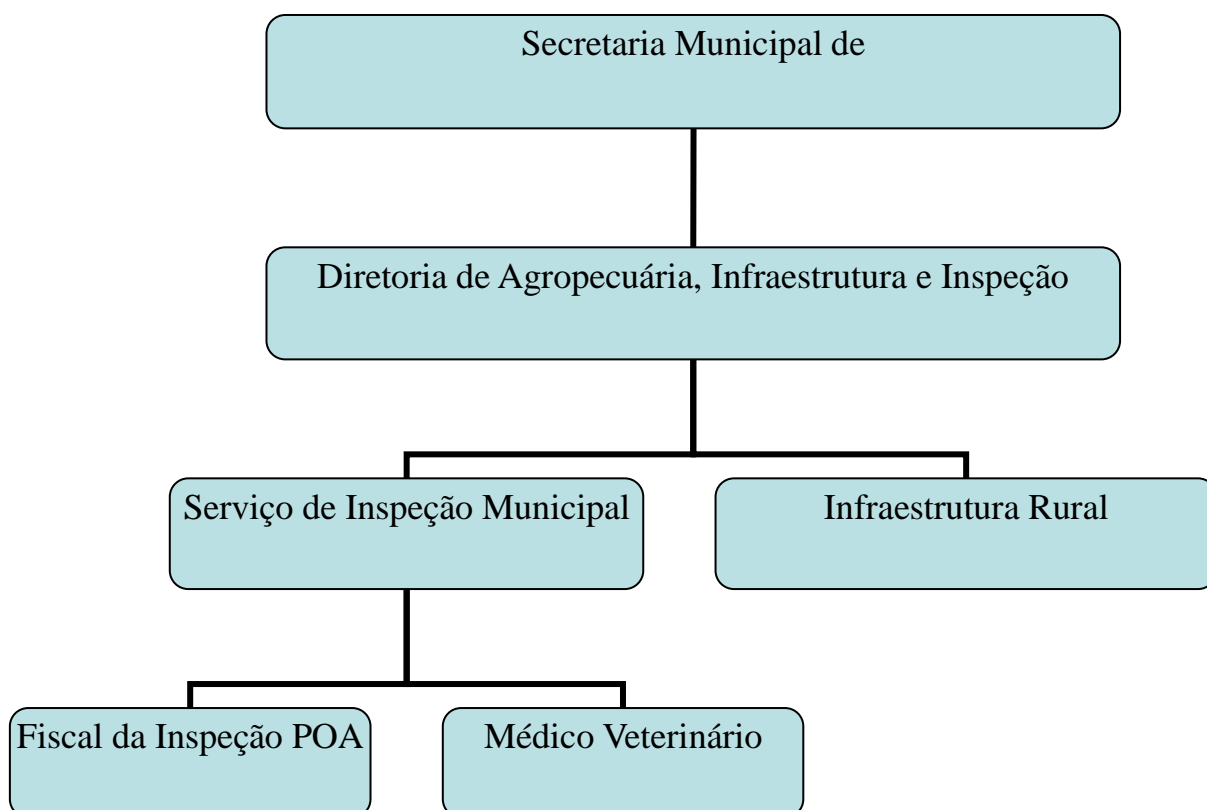 Secretaria Municipal de
Diretoria de Agropecuária, Infraestrutura e Inspeção
Serviço de Inspeção Municipal
Infraestrutura Rural
Fiscal da Inspeção POA
Médico Veterinário